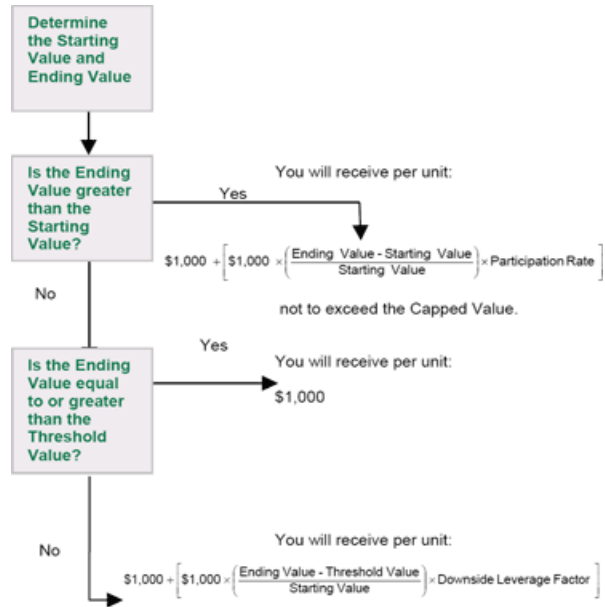 Determine
the Starting
Value and
Ending Value
Is the Ending
Value greater
than the
Starting
Value?
Yes
You will receive per unit:
$1,000 + [ $1,000 × ( Ending Value - Starting Value / Starting Value ) × Participation Rate ]
not to exceed the Capped Value.
No
Is the Ending
Value equal
to or greater
than the
Threshold
Value?
Yes
You will receive per unit:
$1,000
No
You will receive per unit:
$1,000 + [ $1,000 × ( Ending Value - Threshold Value / Starting Value ) × Downside Leverage Factor ]